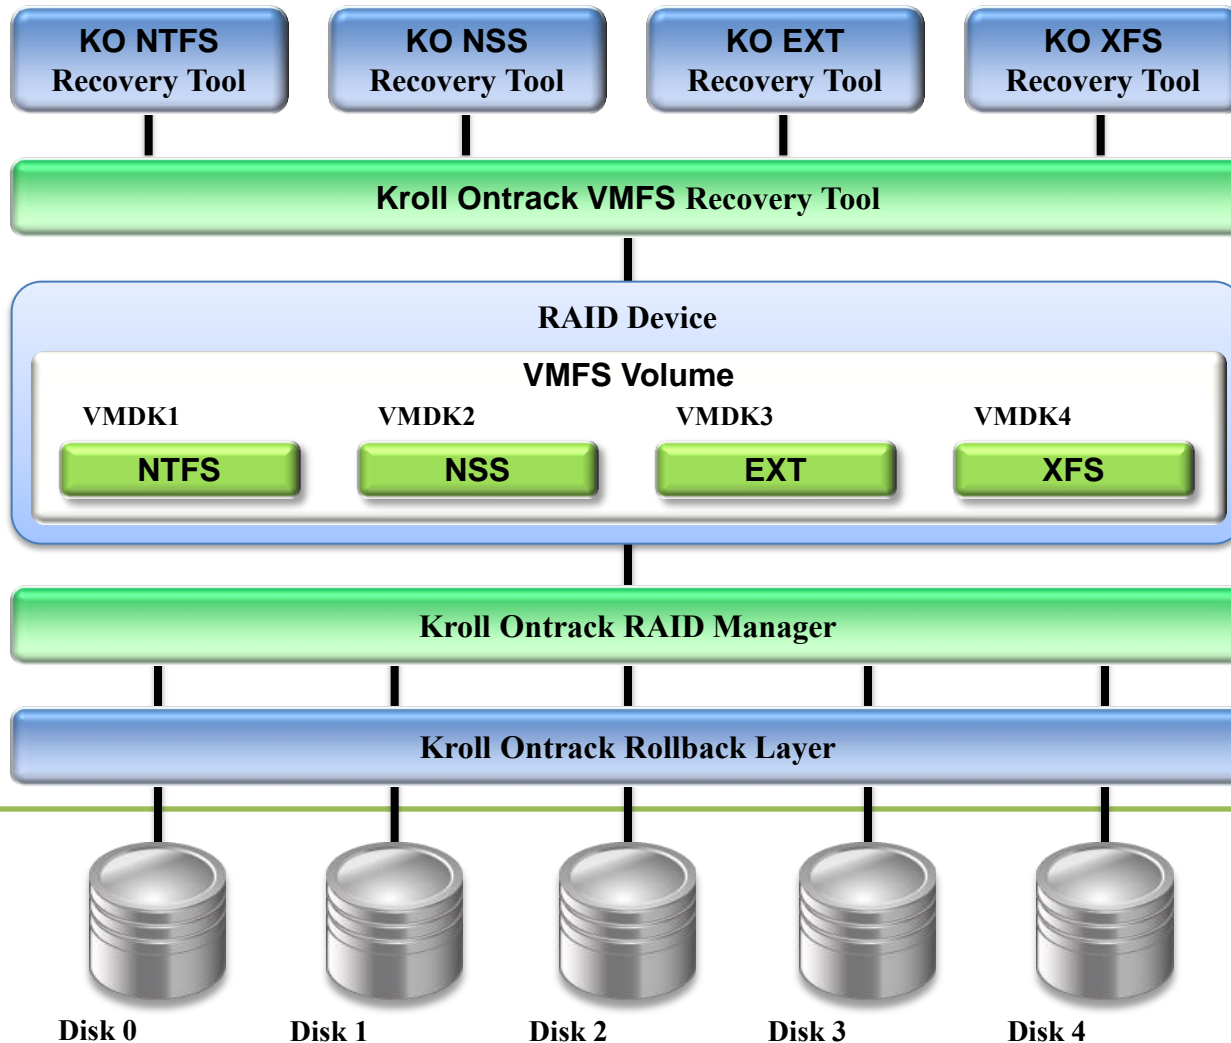 KO NTFS
Recovery Tool
KO NSS
Recovery Tool
KO EXT
Recovery Tool
KO XFS
Recovery Tool
Kroll Ontrack VMFS Recovery Tool
RAID Device
VMFS Volume
VMDK1
VMDK2
VMDK3
VMDK4
NTFS
NSS
EXT
XFS
Kroll Ontrack RAID Manager
Kroll Ontrack Rollback Layer
Disk 0
Disk 1
Disk 2
Disk 3
Disk 4